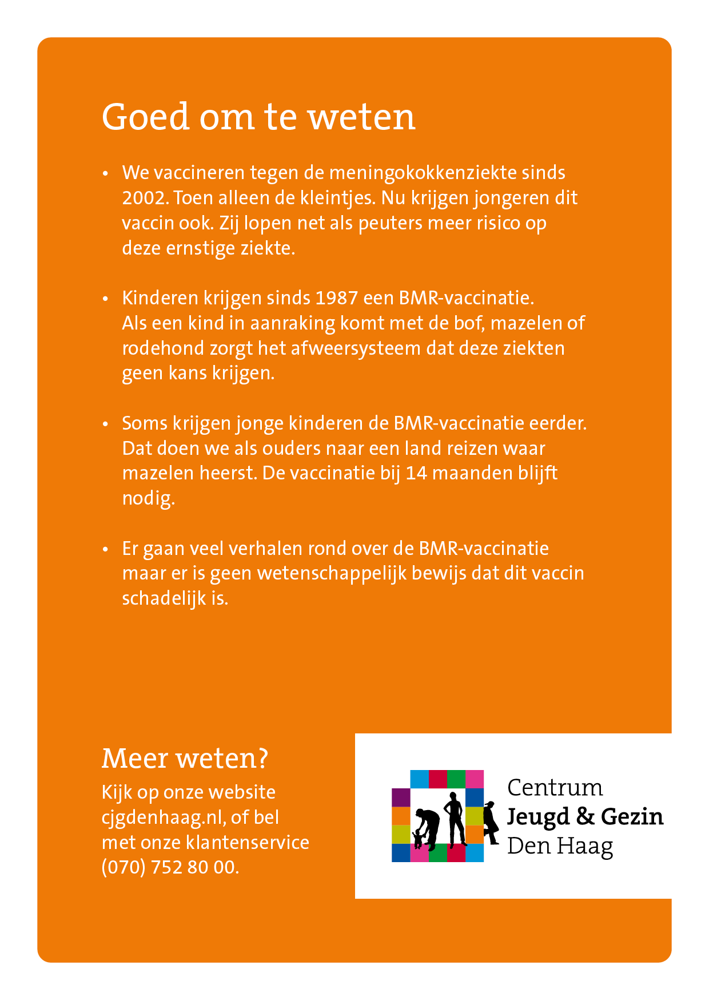 Goed om te weten
• We vaccineren tegen de meningokokkenziekte sinds
2002. Toen alleen de kleintjes. Nu krijgen jongeren dit
vaccin ook. Zij lopen net als peuters meer risico op
deze ernstige ziekte.
• Kinderen krijgen sinds 1987 een BMR-vaccinatie.
Als een kind in aanraking komt met de bof, mazelen of
rodehond zorgt het afweersysteem dat deze ziekten
geen kans krijgen.
• Soms krijgen jonge kinderen de BMR-vaccinatie eerder.
Dat doen we als ouders naar een land reizen waar
mazelen heerst. De vaccinatie bij 14 maanden blijft
nodig.
• Er gaan veel verhalen rond over de BMR-vaccinatie
maar er is geen wetenschappelijk bewijs dat dit vaccin
schadelijk is.
Meer weten?
Kijk op onze website
cjgdenhaag.nl, of bel
met onze klantenservice
(070) 752 80 00.
Centrum
Jeugd & Gezin
Den Haag